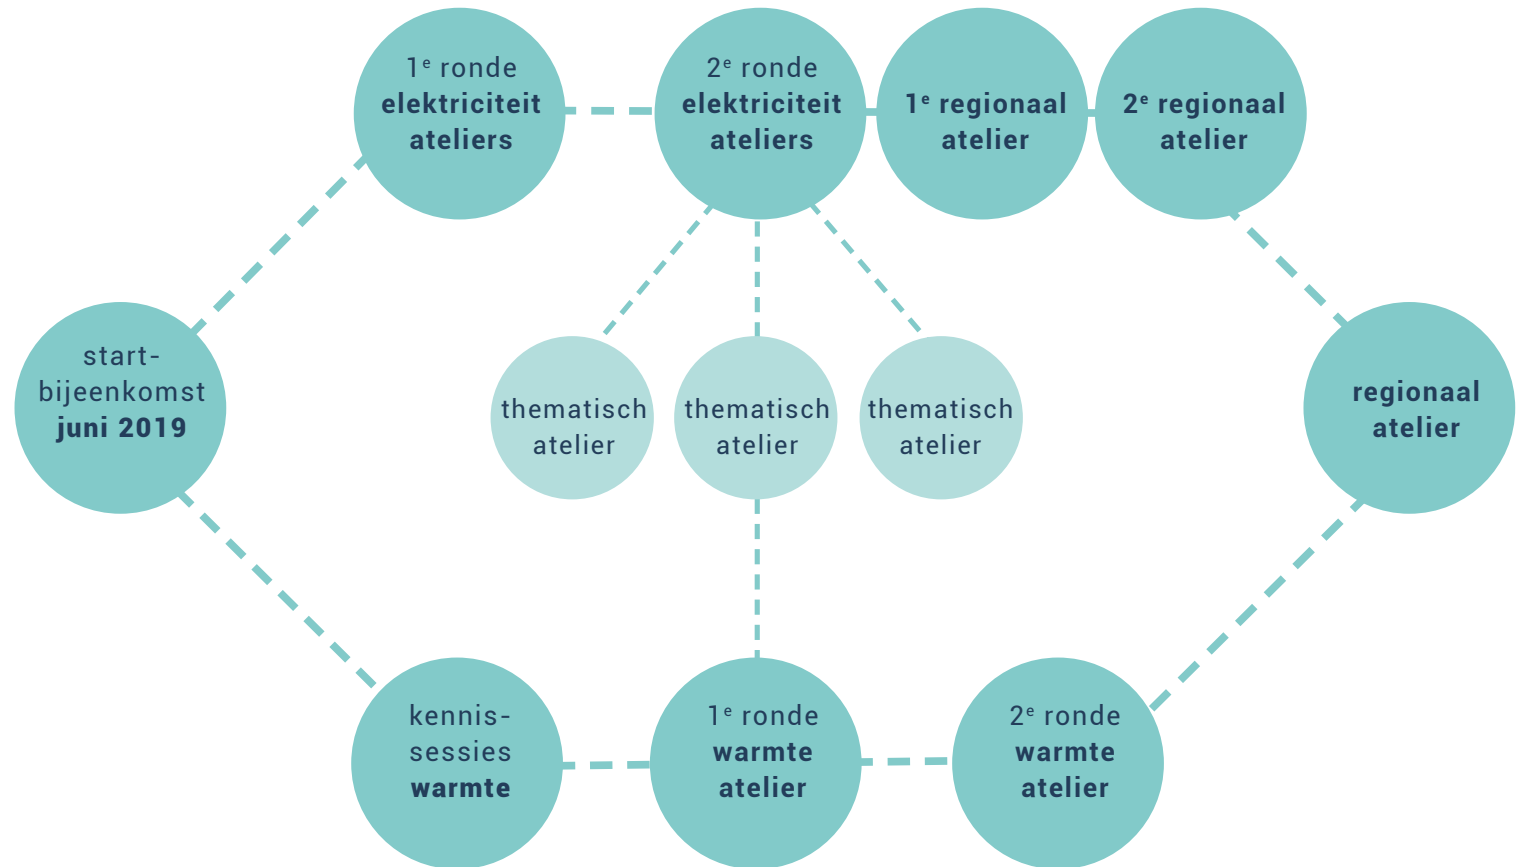 1e ronde
elektriciteit
ateliers
2e ronde
elektriciteit
ateliers
1e regionaal
atelier
2e regionaal
atelier
start-
bijeenkomst
juni 2019
thematisch
atelier
thematisch
atelier
thematisch
atelier
regionaal
atelier
kennis-
sessies
warmte
1e ronde
warmte
atelier
2e ronde
warmte
atelier